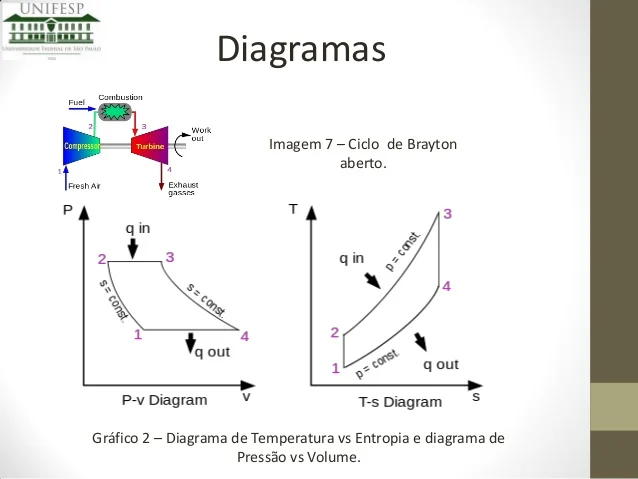 UNIFESP
UNIVERSIDADE FEDERAL DE SÃO PAULO
Diagramas
Combustion
Fuel
2
3
Compressor
Turbine
Work
out
1
4
Fresh Air
Exhaust
gasses
Imagem 7 – Ciclo de Brayton
aberto.
P
q in
2
3
s = const.
s = const.
1
4
q out
P-v Diagram
v
T
3
q in
p = const.
4
2
1
p = const.
q out
T-s Diagram
s
Gráfico 2 – Diagrama de Temperatura vs Entropia e diagrama de
Pressão vs Volume.